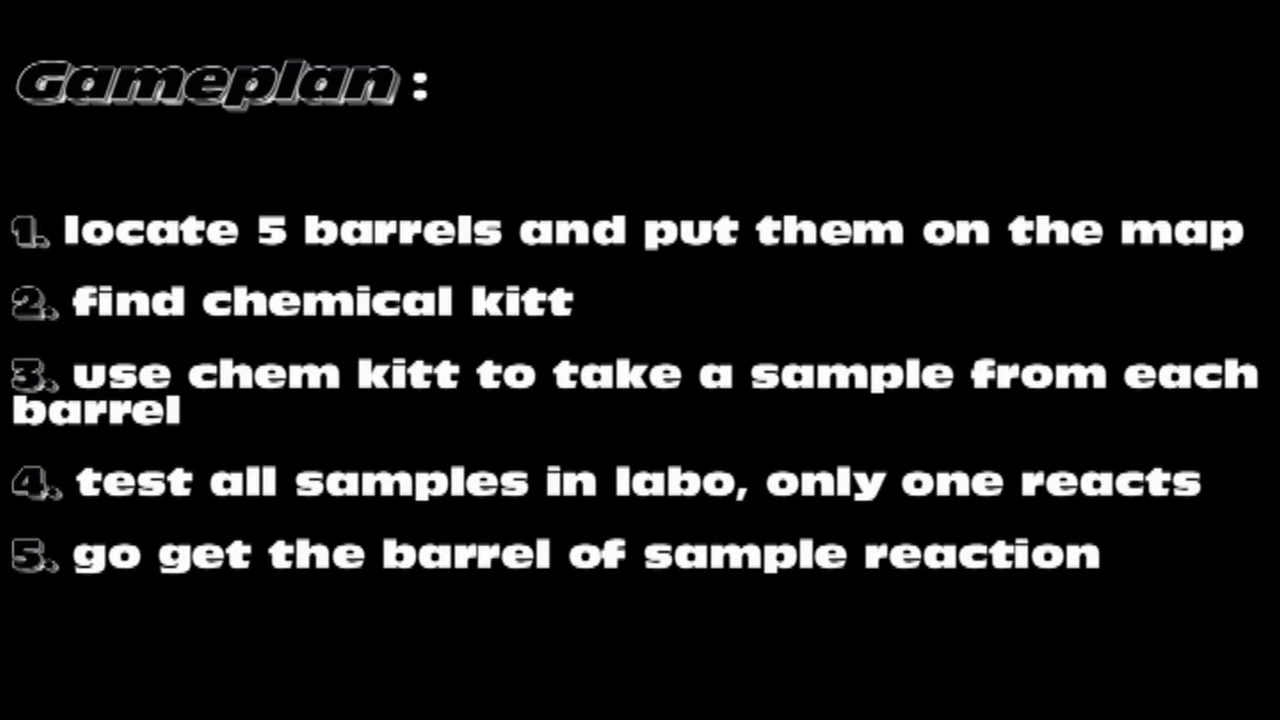 Gameplan :
1. locate 5 barrels and put them on the map
2. find chemical kitt
3. use chem kitt to take a sample from each
barrel
4. test all samples in labo, only one reacts
5. go get the barrel of sample reaction